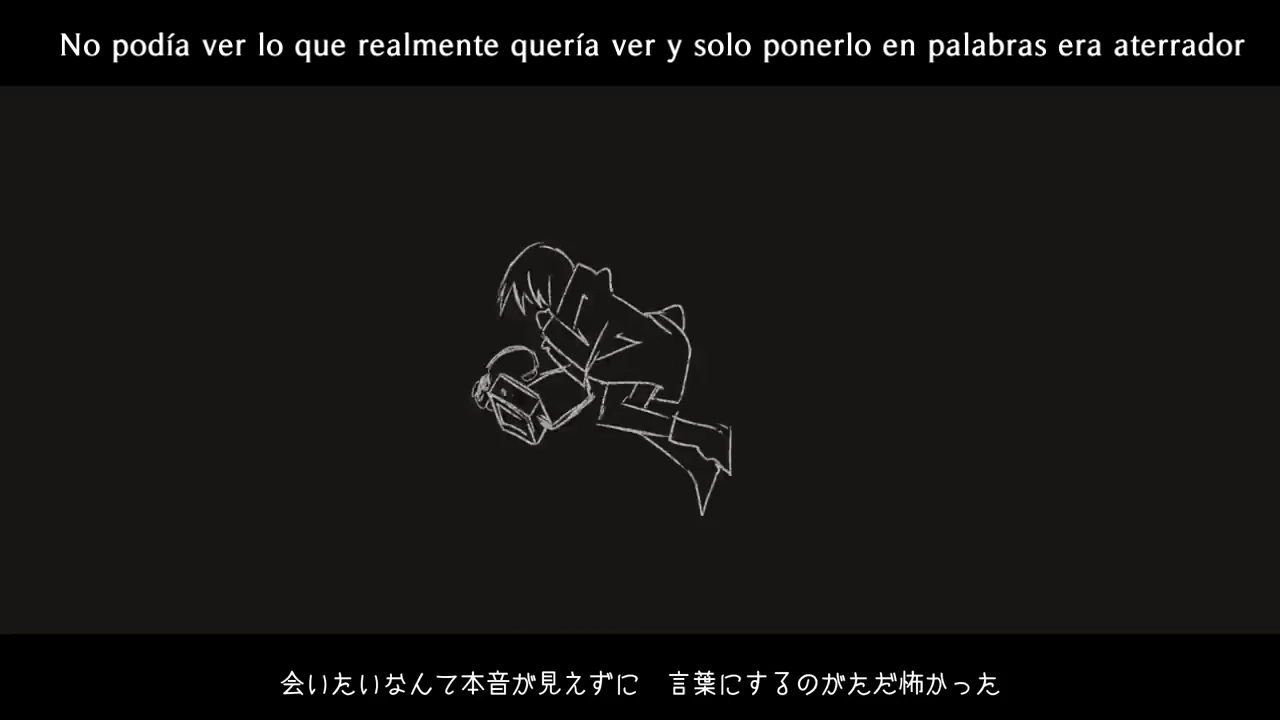 No podía ver lo que realmente quería ver y solo ponerlo en palabras era aterrador
会いたいなんて本音が見えずに　言葉にするのがただ怖かった